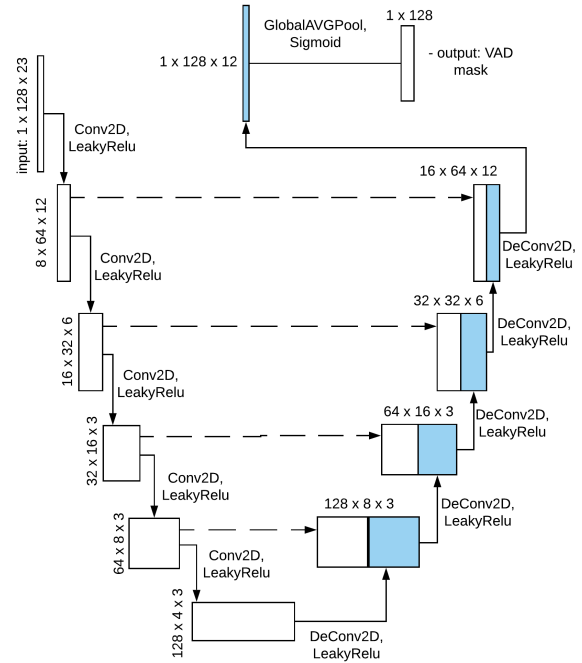 GlobalAVGPool,
Sigmoid
1 x 128
1 x 128 x 12
- output: VAD
mask
input: 1 x 128 x 23
Conv2D,
LeakyRelu
16 x 64 x 12
8 x 64 x 12
DeConv2D,
LeakyRelu
Conv2D,
LeakyRelu
32 x 32 x 6
16 x 32 x 6
DeConv2D,
LeakyRelu
Conv2D,
LeakyRelu
64 x 16 x 3
32 x 16 x 3
DeConv2D,
LeakyRelu
Conv2D,
LeakyRelu
128 x 8 x 3
64 x 8 x 3
DeConv2D,
LeakyRelu
Conv2D,
LeakyRelu
128 x 4 x 3
DeConv2D,
LeakyRelu